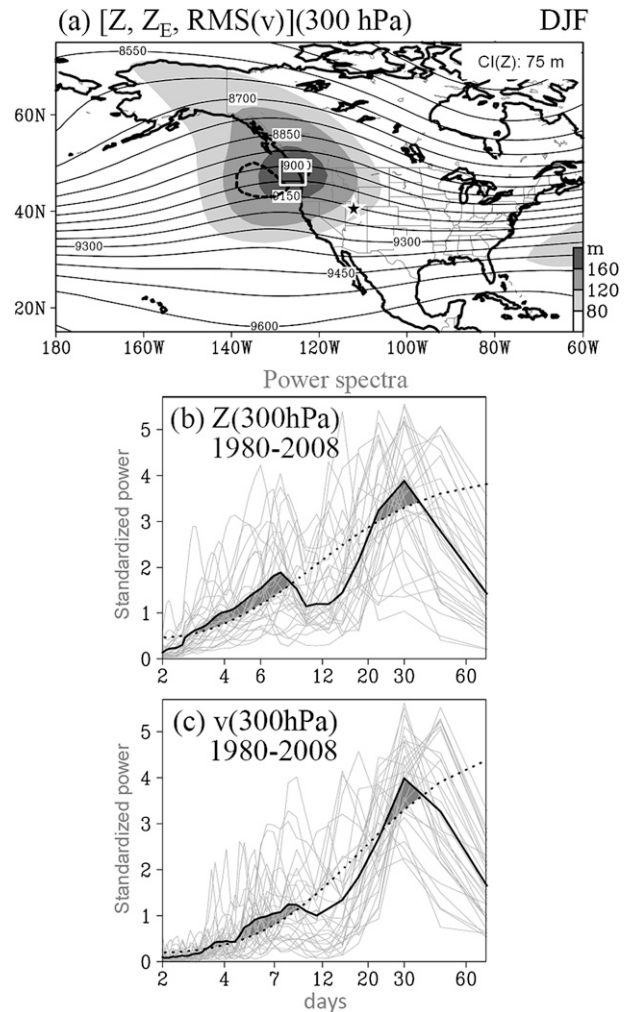 (a) [Z, Z_E, RMS(v)](300 hPa) DJF
CI(Z): 75 m
8550
60N
8700
8850
900
40N
9150
9300
9300
9450
20N
9600
m
160
120
80
180 160W 140W 120W 100W 80W 60W
Power spectra
(b) Z(300hPa)
1980-2008
Standardized power
5
4
3
2
1
0
2 4 6 12 20 30 60
(c) v(300hPa)
1980-2008
Standardized power
5
4
3
2
1
0
2 4 7 12 20 30 60
days